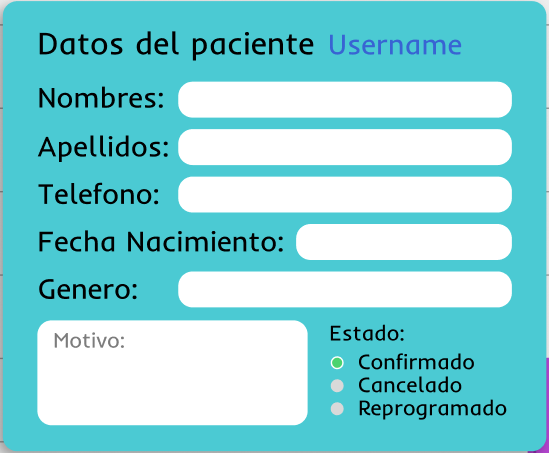 Datos del paciente Username
Nombres:
Apellidos:
Telefono:
Fecha Nacimiento:
Genero:
Motivo:
Estado:
Confirmado
Cancelado
Reprogramado